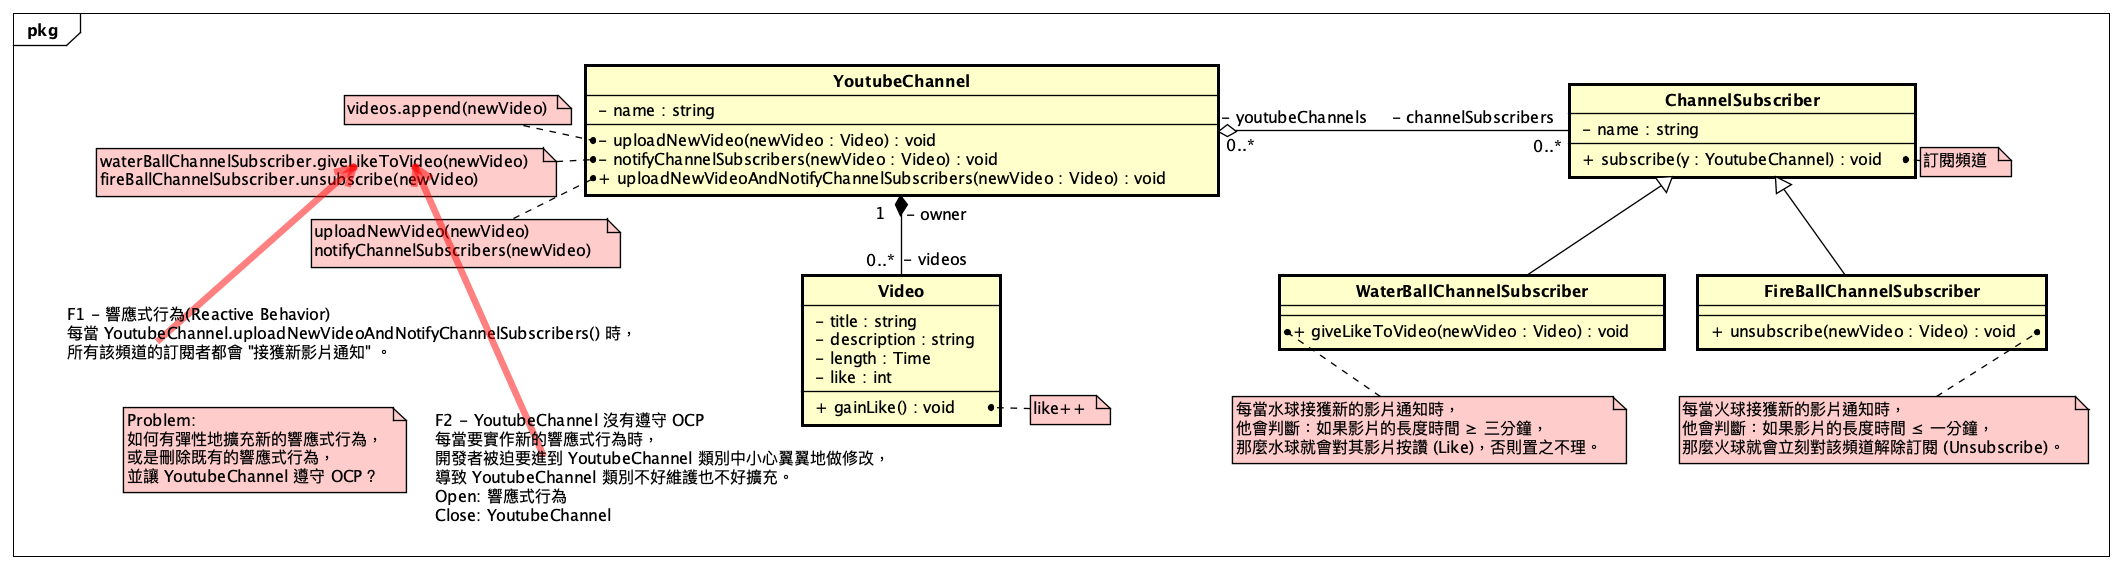 pkg
YoutubeChannel
– name : string
– uploadNewVideo(newVideo : Video) : void
– notifyChannelSubscribers(newVideo : Video) : void
+ uploadNewVideoAndNotifyChannelSubscribers(newVideo : Video) : void
videos.append(newVideo)
waterBallChannelSubscriber.giveLikeToVideo(newVideo)
fireBallChannelSubscriber.unsubscribe(newVideo)
uploadNewVideo(newVideo)
notifyChannelSubscribers(newVideo)
– youtubeChannels
– channelSubscribers
0..*
0..*
ChannelSubscriber
– name : string
+ subscribe(y : YoutubeChannel) : void
訂閱頻道
1
– owner
0..*
– videos
Video
– title : string
– description : string
– length : Time
– like : int
+ gainLike() : void
like++
WaterBallChannelSubscriber
+ giveLikeToVideo(newVideo : Video) : void
FireBallChannelSubscriber
+ unsubscribe(newVideo : Video) : void
每當水球接獲新的影片通知時，
他會判斷：如果影片的長度時間 ≥ 三分鐘，
那麼水球就會對其影片按讚 (Like)，否則置之不理。
每當火球接獲新的影片通知時，
他會判斷：如果影片的長度時間 ≤ 一分鐘，
那麼火球就會立刻對該頻道解除訂閱 (Unsubscribe)。
F1 – 響應式行為(Reactive Behavior)
每當 YoutubeChannel.uploadNewVideoAndNotifyChannelSubscribers() 時，
所有該頻道的訂閱者都會 "接獲新影片通知" 。
Problem:
如何有彈性地擴充新的響應式行為，
或是刪除既有的響應式行為，
並讓 YoutubeChannel 遵守 OCP？
F2 – YoutubeChannel 沒有遵守 OCP
每當要實作新的響應式行為時，
開發者被迫要進到 YoutubeChannel 類別中小心翼翼地做修改，
導致 YoutubeChannel 類別不好維護也不好擴充。
Open: 響應式行為
Close: YoutubeChannel